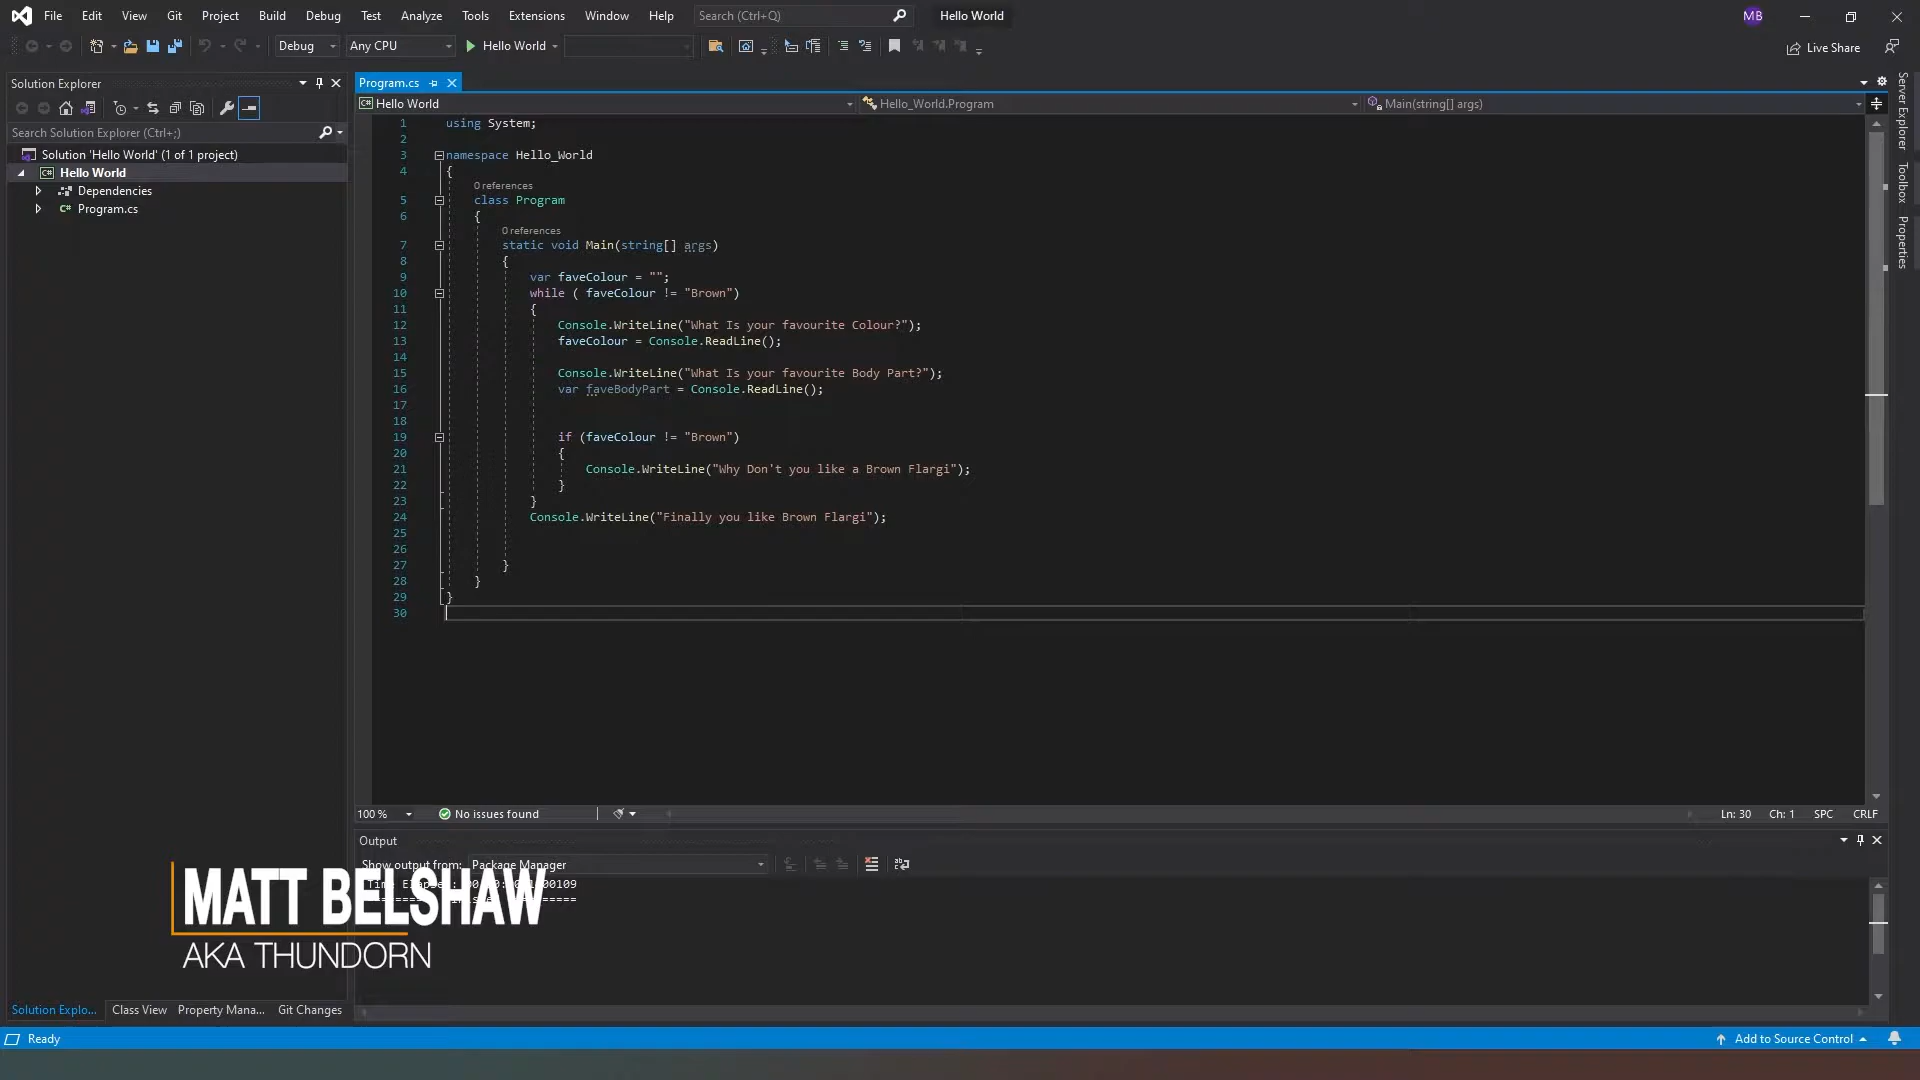 File Edit View Git Project Build Debug Test Analyze Tools Extensions Window Help Search (Ctrl+Q) Hello World MB
Debug Any CPU Hello World Live Share
Solution Explorer
Search Solution Explorer (Ctrl+;)
Solution 'Hello World' (1 of 1 project)
C# Hello World
Dependencies
C# Program.cs
Program.cs
C# Hello World Hello_World.Program Main(string[] args)
1 using System;
2
3 namespace Hello_World
4 {
0 references
5 class Program
6 {
0 references
7 static void Main(string[] args)
8 {
9 var faveColour = "";
10 while ( faveColour != "Brown")
11 {
12 Console.WriteLine("What Is your favourite Colour?");
13 faveColour = Console.ReadLine();
14
15 Console.WriteLine("What Is your favourite Body Part?");
16 var faveBodyPart = Console.ReadLine();
17
18
19 if (faveColour != "Brown")
20 {
21 Console.WriteLine("Why Don't you like a Brown Flargi");
22 }
23 }
24 Console.WriteLine("Finally you like Brown Flargi");
25
26
27 }
28 }
29 }
30
100 % No issues found Ln: 30 Ch: 1 SPC CRLF
Output
Show output from: Package Manager
MATT BELSHAW
AKA THUNDORN
Solution Explo... Class View Property Mana... Git Changes
Ready Add to Source Control
Server Explorer
Toolbox
Properties